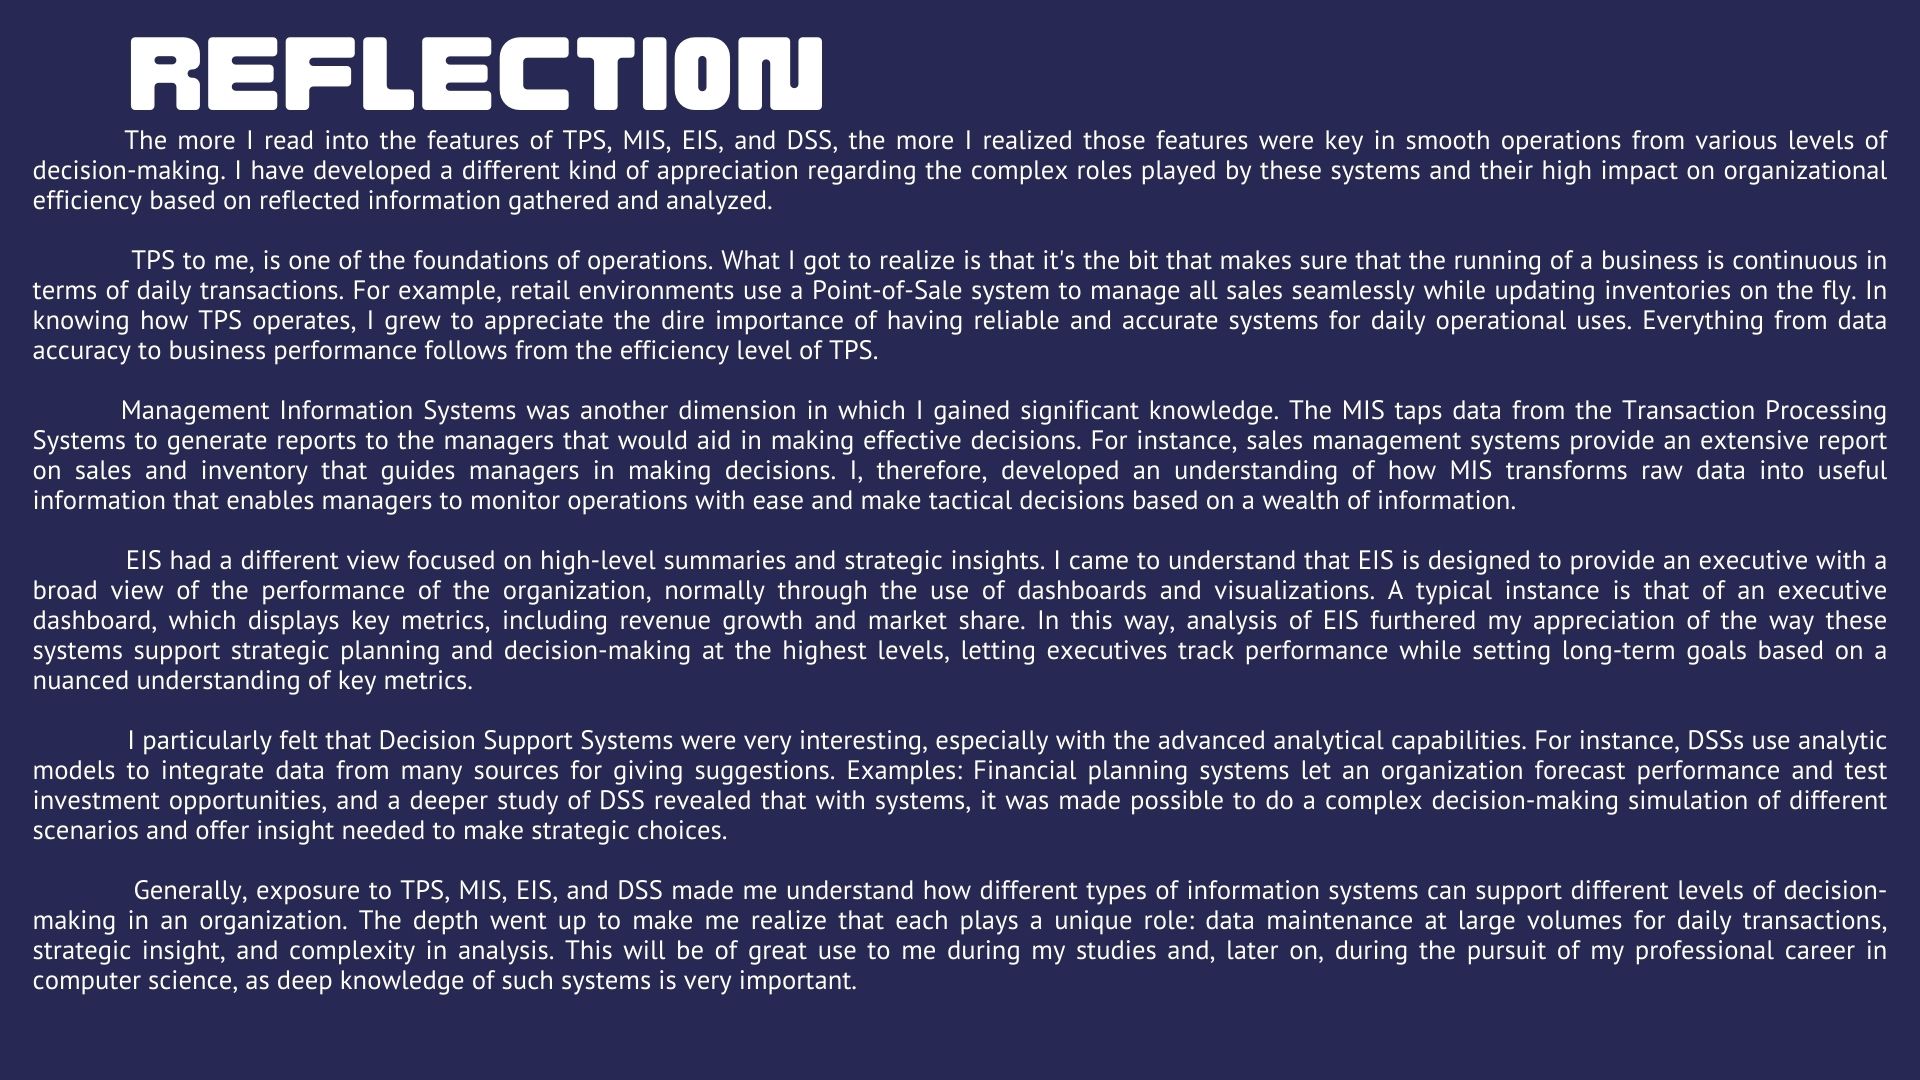 REFLECTION
The more I read into the features of TPS, MIS, EIS, and DSS, the more I realized those features were key in smooth operations from various levels of
decision-making. I have developed a different kind of appreciation regarding the complex roles played by these systems and their high impact on organizational
efficiency based on reflected information gathered and analyzed.
TPS to me, is one of the foundations of operations. What I got to realize is that it's the bit that makes sure that the running of a business is continuous in
terms of daily transactions. For example, retail environments use a Point-of-Sale system to manage all sales seamlessly while updating inventories on the fly. In
knowing how TPS operates, I grew to appreciate the dire importance of having reliable and accurate systems for daily operational uses. Everything from data
accuracy to business performance follows from the efficiency level of TPS.
Management Information Systems was another dimension in which I gained significant knowledge. The MIS taps data from the Transaction Processing
Systems to generate reports to the managers that would aid in making effective decisions. For instance, sales management systems provide an extensive report
on sales and inventory that guides managers in making decisions. I, therefore, developed an understanding of how MIS transforms raw data into useful
information that enables managers to monitor operations with ease and make tactical decisions based on a wealth of information.
EIS had a different view focused on high-level summaries and strategic insights. I came to understand that EIS is designed to provide an executive with a
broad view of the performance of the organization, normally through the use of dashboards and visualizations. A typical instance is that of an executive
dashboard, which displays key metrics, including revenue growth and market share. In this way, analysis of EIS furthered my appreciation of the way these
systems support strategic planning and decision-making at the highest levels, letting executives track performance while setting long-term goals based on a
nuanced understanding of key metrics.
I particularly felt that Decision Support Systems were very interesting, especially with the advanced analytical capabilities. For instance, DSSs use analytic
models to integrate data from many sources for giving suggestions. Examples: Financial planning systems let an organization forecast performance and test
investment opportunities, and a deeper study of DSS revealed that with systems, it was made possible to do a complex decision-making simulation of different
scenarios and offer insight needed to make strategic choices.
Generally, exposure to TPS, MIS, EIS, and DSS made me understand how different types of information systems can support different levels of decision-
making in an organization. The depth went up to make me realize that each plays a unique role: data maintenance at large volumes for daily transactions,
strategic insight, and complexity in analysis. This will be of great use to me during my studies and, later on, during the pursuit of my professional career in
computer science, as deep knowledge of such systems is very important.